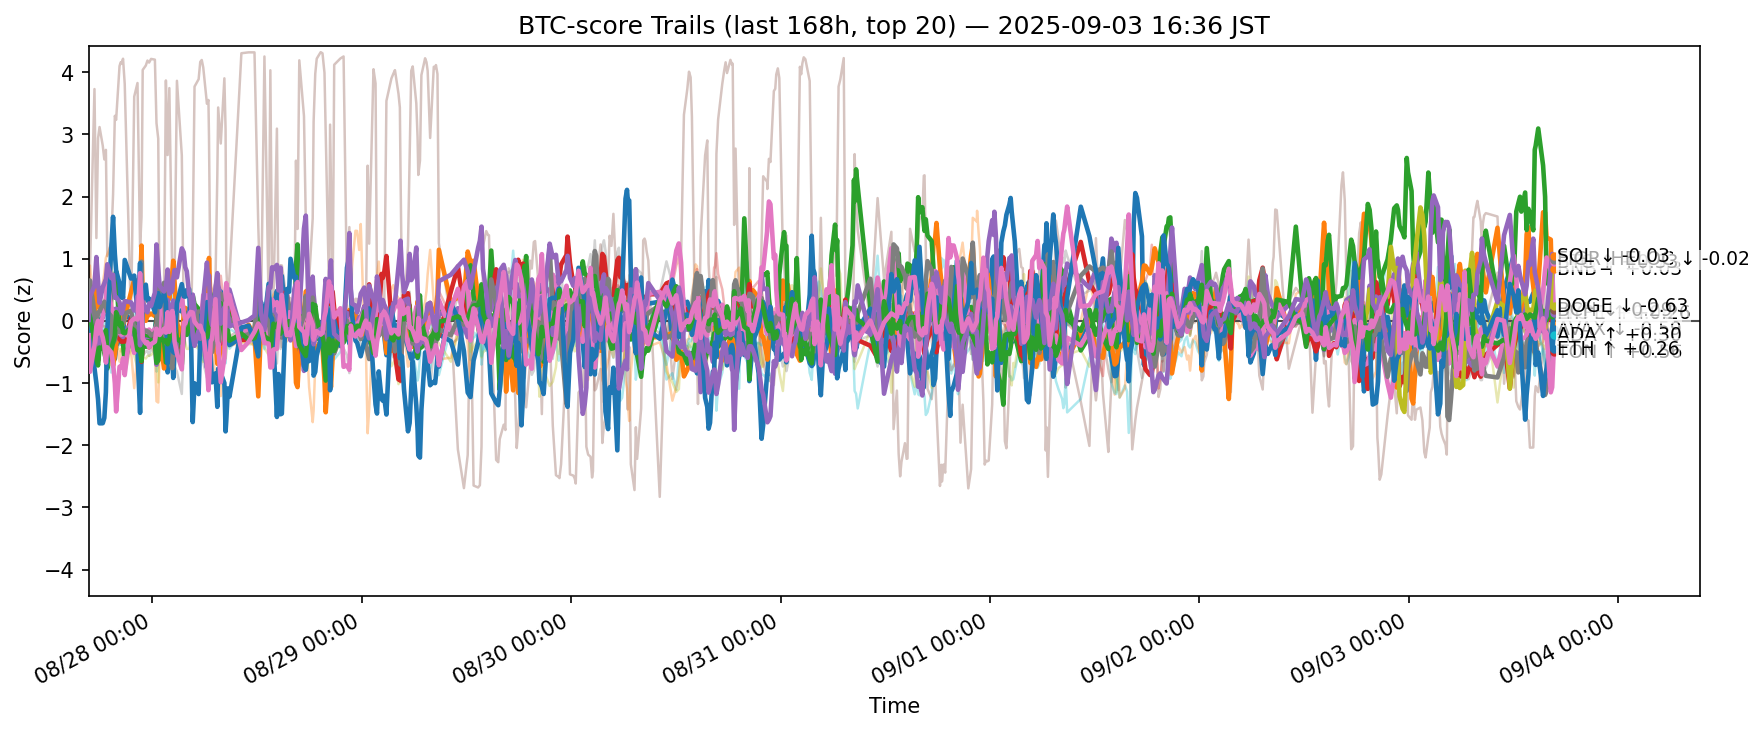 BTC-score Trails (last 168h, top 20) — 2025-09-03 16:36 JST
Score (z)
4
3
2
1
0
−1
−2
−3
−4
SOL ↓ -0.03
↓ -0.02
DOGE ↓ -0.63
ADA ↑ +0.30
ETH ↑ +0.26
08/28 00:00
08/29 00:00
08/30 00:00
08/31 00:00
09/01 00:00
09/02 00:00
09/03 00:00
09/04 00:00
Time